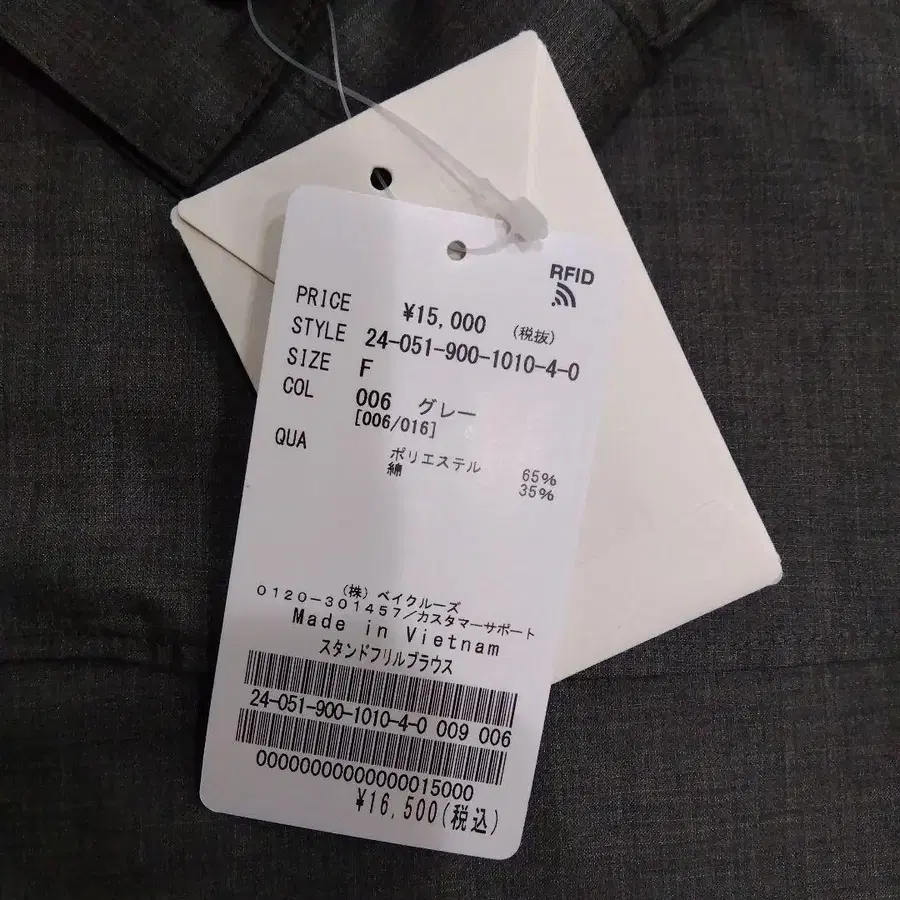 RFID
PRICE ¥15,000 (税抜)
STYLE 24-051-900-1010-4-0
SIZE F
COL 006 グレー
[006/016]
QUA
ポリエステル 65%
綿 35%
(株) ベイクルーズ
0120-301457/カスタマーサポート
Made in Vietnam
スタンドフリルブラウス
24-051-900-1010-4-0 009 006
00000000000000015000
¥16,500(税込)